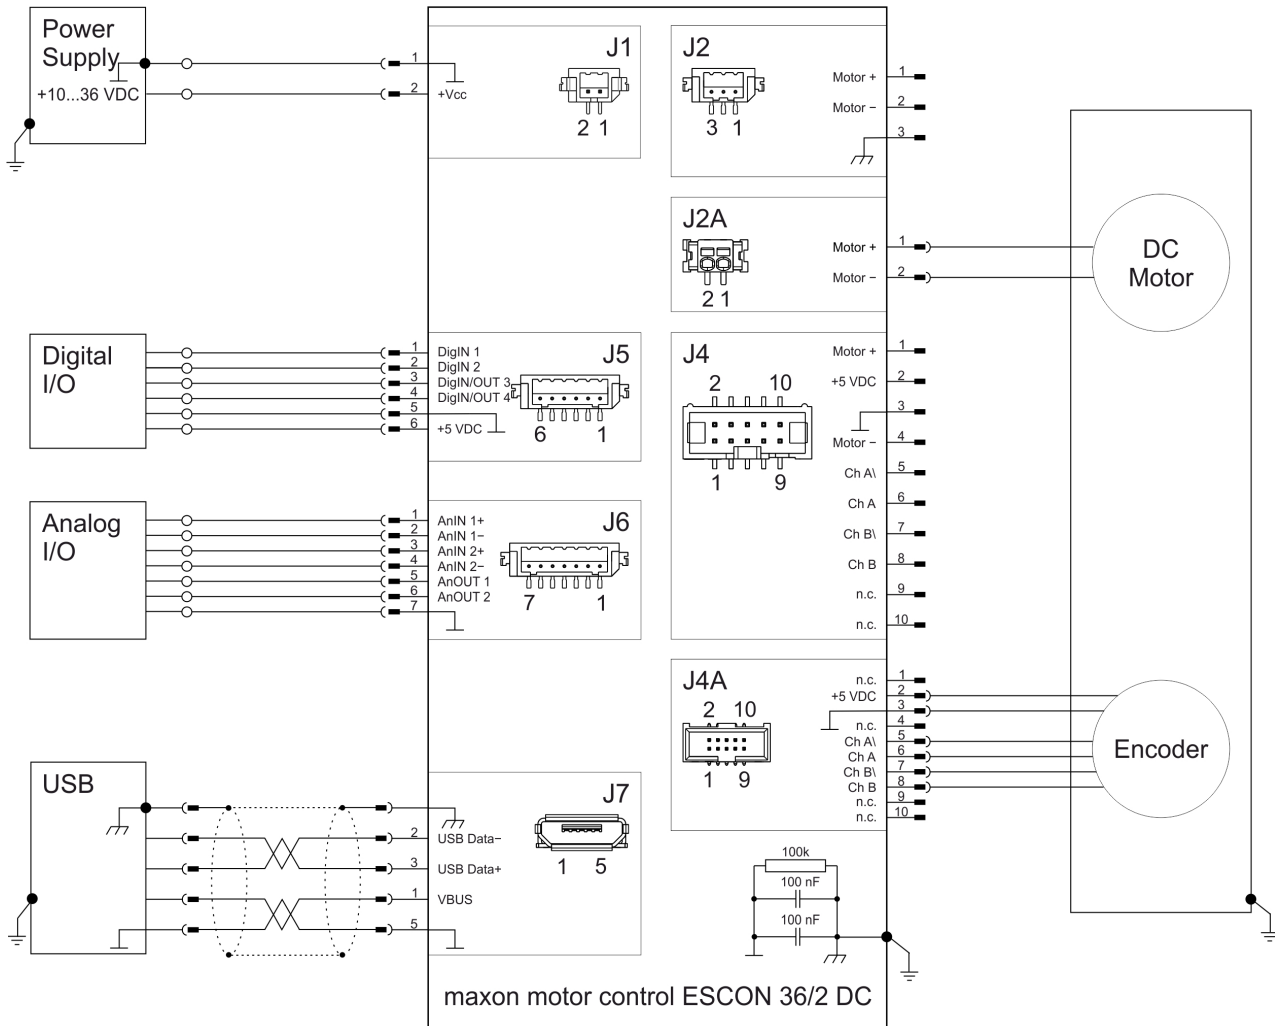 Power
Supply
+10...36 VDC
1
2
+Vcc
J1
2 1
J2
3 1
Motor +
1
Motor −
2
3
J2A
2 1
Motor +
1
Motor −
2
DC
Motor
Digital
I/O
1
DigIN 1
2
DigIN 2
3
DigIN/OUT 3
4
DigIN/OUT 4
5
6
+5 VDC
J5
6 1
J4
2 10
1 9
Motor +
1
+5 VDC
2
3
Motor −
4
Ch A\
5
Ch A
6
Ch B\
7
Ch B
8
n.c.
9
n.c.
10
Analog
I/O
1
AnIN 1+
2
AnIN 1−
3
AnIN 2+
4
AnIN 2−
5
AnOUT 1
6
AnOUT 2
7
J6
7 1
J4A
2 10
1 9
n.c.
1
+5 VDC
2
3
n.c.
4
Ch A\
5
Ch A
6
Ch B\
7
Ch B
8
n.c.
9
n.c.
10
Encoder
USB
2
USB Data−
3
USB Data+
1
VBUS
5
J7
1 5
100k
100 nF
100 nF
maxon motor control ESCON 36/2 DC